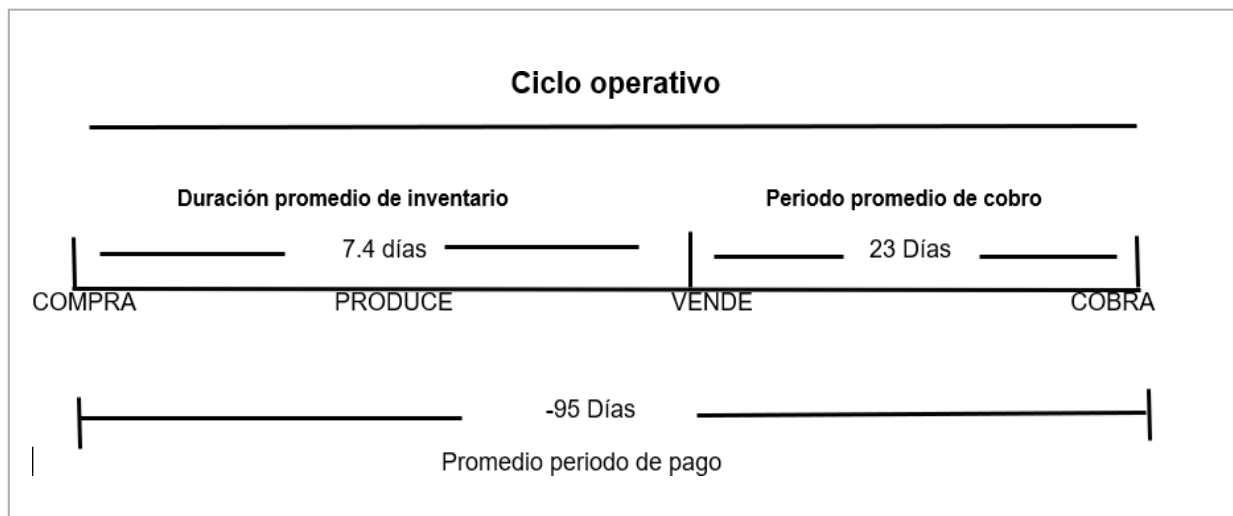 Ciclo operativo
Duración promedio de inventario
Periodo promedio de cobro
7.4 días
23 Días
COMPRA
PRODUCE
VENDE
COBRA
-95 Días
Promedio periodo de pago